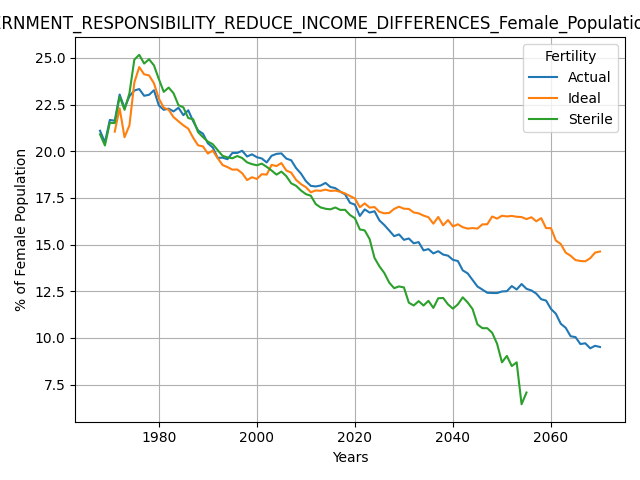 ERNMENT_RESPONSIBILITY_REDUCE_INCOME_DIFFERENCES_Female_Populatio
Fertility
Actual
Ideal
Sterile
25.0
22.5
20.0
17.5
15.0
12.5
10.0
7.5
% of Female Population
1980 2000 2020 2040 2060
Years